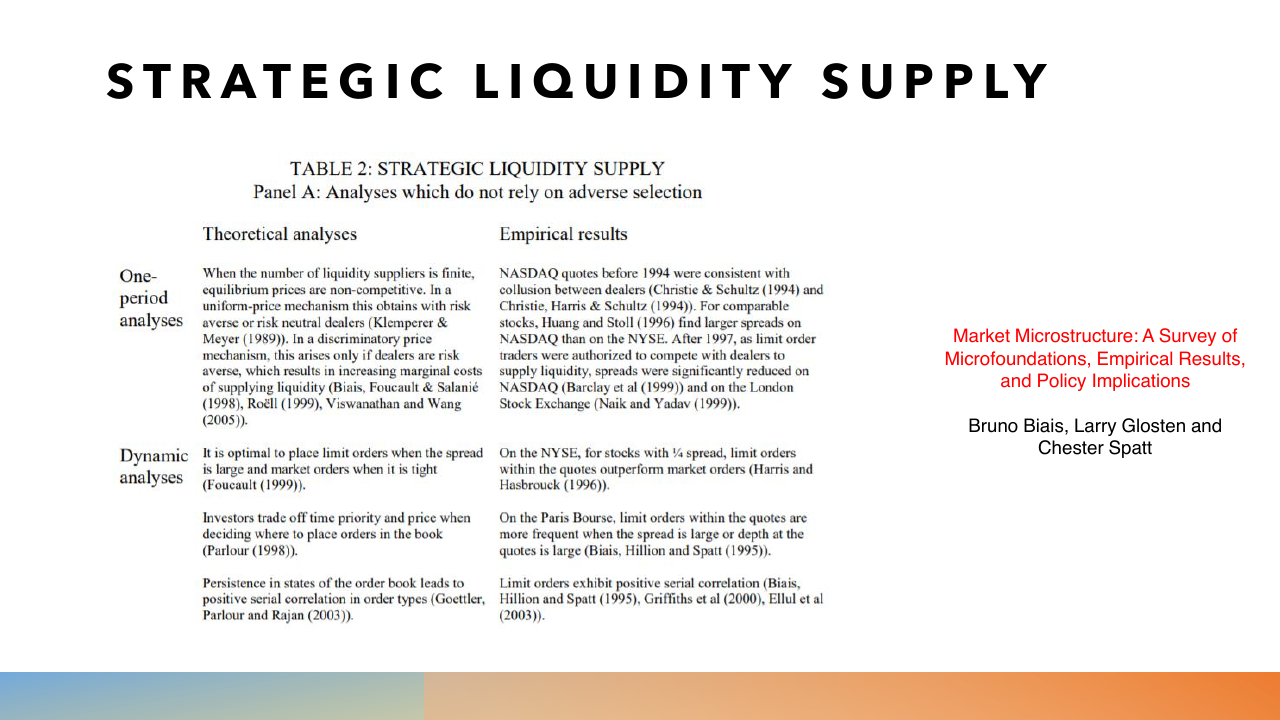 STRATEGIC LIQUIDITY SUPPLY
TABLE 2: STRATEGIC LIQUIDITY SUPPLY
Panel A: Analyses which do not rely on adverse selection
Theoretical analyses
Empirical results
One-
period
analyses
When the number of liquidity suppliers is finite,
equilibrium prices are non-competitive. In a
uniform-price mechanism this obtains with risk
averse or risk neutral dealers (Klemperer &
Meyer (1989)). In a discriminatory price
mechanism, this arises only if dealers are risk
averse, which results in increasing marginal costs
of supplying liquidity (Biais, Foucault & Salanié
(1998), Roëll (1999), Viswanathan and Wang
(2005)).
NASDAQ quotes before 1994 were consistent with
collusion between dealers (Christie & Schultz (1994) and
Christie, Harris & Schultz (1994)). For comparable
stocks, Huang and Stoll (1996) find larger spreads on
NASDAQ than on the NYSE. After 1997, as limit order
traders were authorized to compete with dealers to
supply liquidity, spreads were significantly reduced on
NASDAQ (Barclay et al (1999)) and on the London
Stock Exchange (Naik and Yadav (1999)).
Dynamic
analyses
It is optimal to place limit orders when the spread
is large and market orders when it is tight
(Foucault (1999)).
On the NYSE, for stocks with ¼ spread, limit orders
within the quotes outperform market orders (Harris and
Hasbrouck (1996)).
Investors trade off time priority and price when
deciding where to place orders in the book
(Parlour (1998)).
On the Paris Bourse, limit orders within the quotes are
more frequent when the spread is large or depth at the
quotes is large (Biais, Hillion and Spatt (1995)).
Persistence in states of the order book leads to
positive serial correlation in order types (Goettler,
Parlour and Rajan (2003)).
Limit orders exhibit positive serial correlation (Biais,
Hillion and Spatt (1995), Griffiths et al (2000), Ellul et al
(2003)).
Market Microstructure: A Survey of
Microfoundations, Empirical Results,
and Policy Implications
Bruno Biais, Larry Glosten and
Chester Spatt